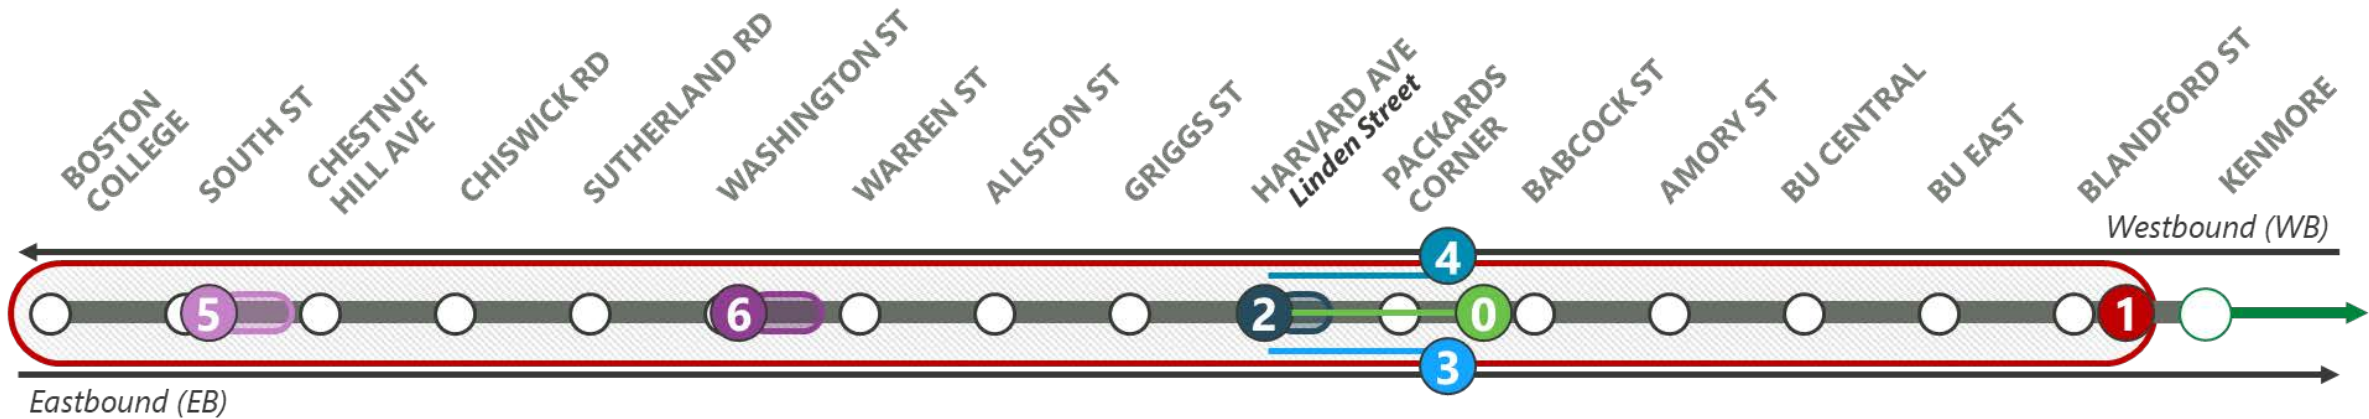 BOSTON
COLLEGE
SOUTH ST
CHESTNUT
HILL AVE
CHISWICK RD
SUTHERLAND RD
WASHINGTON ST
WARREN ST
ALLSTON ST
GRIGGS ST
HARVARD AVE
Linden Street
PACKARDS
CORNER
BABCOCK ST
AMORY ST
BU CENTRAL
BU EAST
BLANDFORD ST
KENMORE
Westbound (WB)
4
5
6
2
0
1
3
Eastbound (EB)